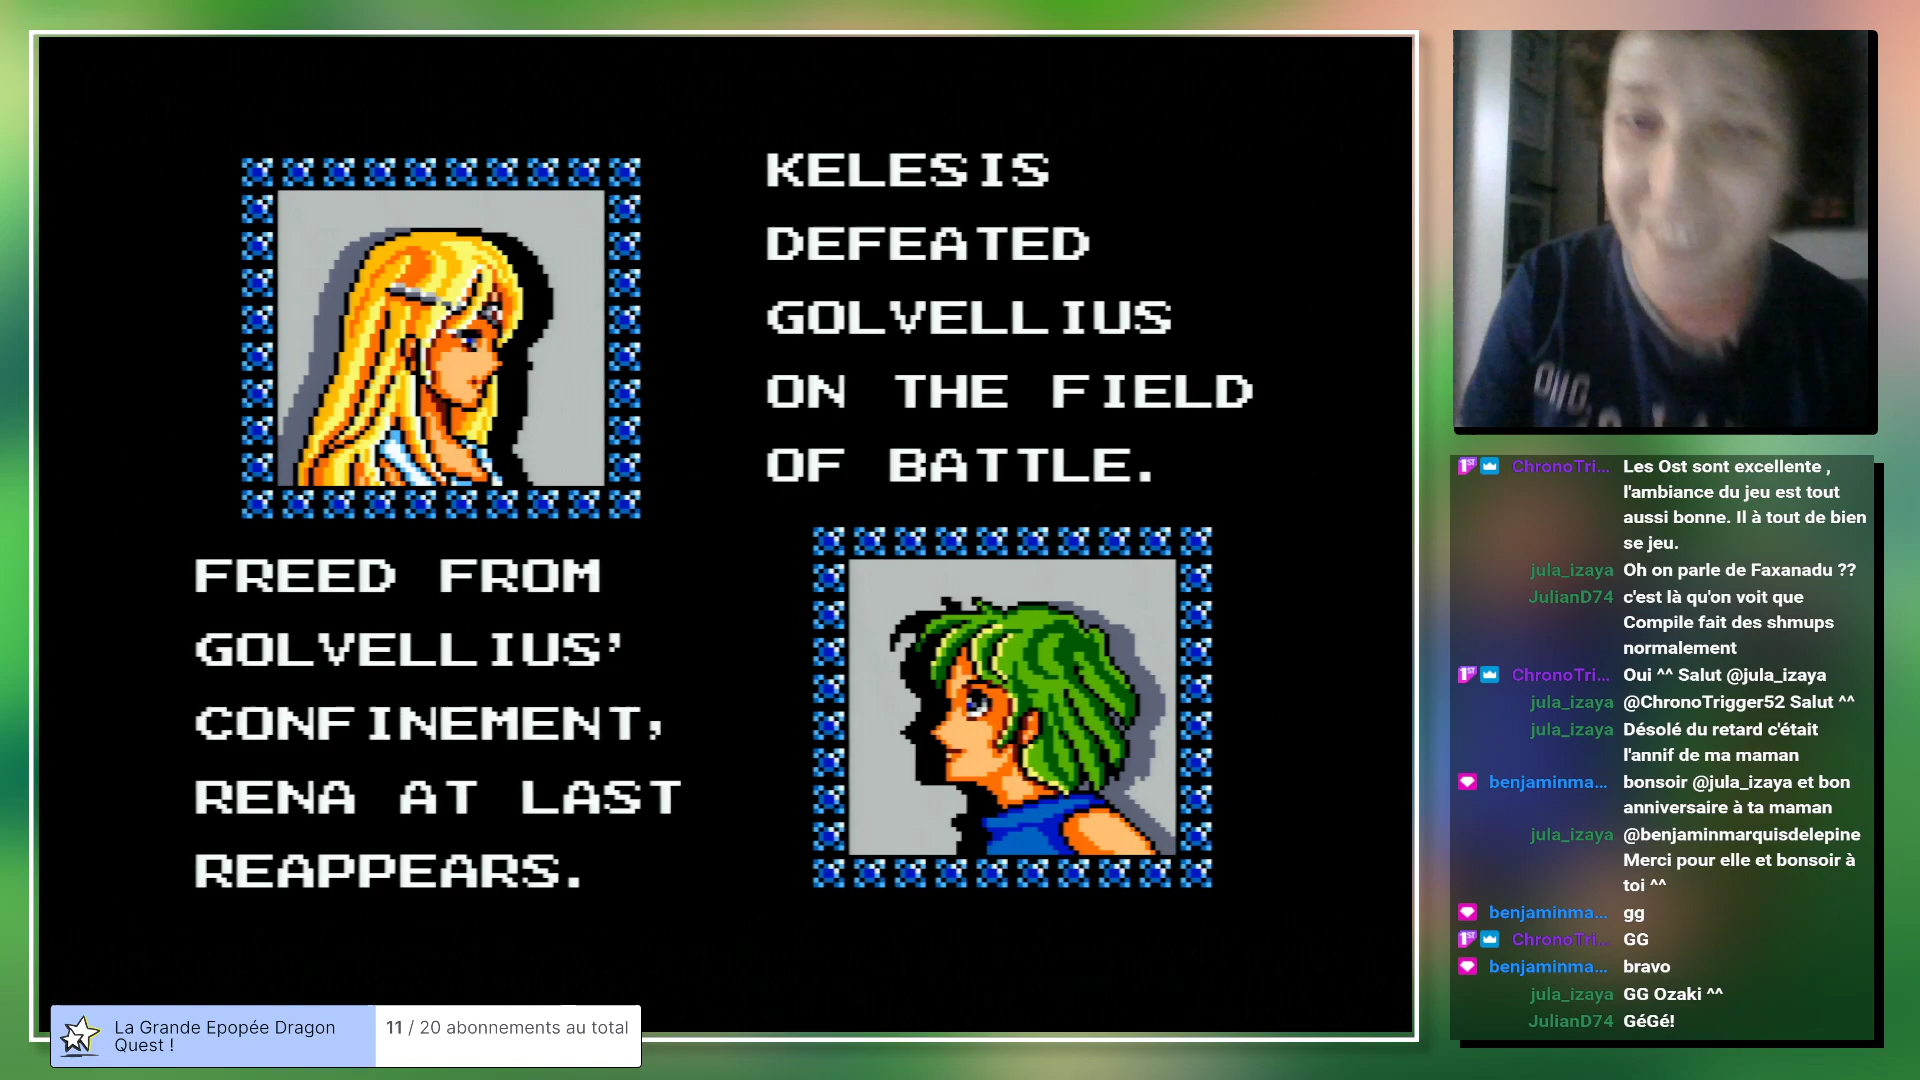 KELESIS
DEFEATED
GOLVELLIUS
ON THE FIELD
OF BATTLE.
FREED FROM
GOLVELLIUS'
CONFINEMENT,
RENA AT LAST
REAPPEARS.
La Grande Epopée Dragon
Quest !
11 / 20 abonnements au total
ChronoTri... Les Ost sont excellente ,
l'ambiance du jeu est tout
aussi bonne. Il à tout de bien
se jeu.
jula_izaya Oh on parle de Faxanadu ??
JulianD74 c'est là qu'on voit que
Compile fait des shmups
normalement
ChronoTri... Oui ^^ Salut @jula_izaya
jula_izaya @ChronoTrigger52 Salut ^^
jula_izaya Désolé du retard c'était
l'annif de ma maman
benjaminma... bonsoir @jula_izaya et bon
anniversaire à ta maman
jula_izaya @benjaminmarquisdelepine
Merci pour elle et bonsoir à
toi ^^
benjaminma... gg
ChronoTri... GG
benjaminma... bravo
jula_izaya GG Ozaki ^^
JulianD74 GéGé!